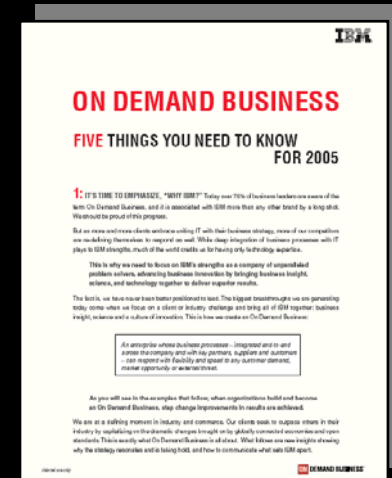 IBM
ON DEMAND BUSINESS
FIVE THINGS YOU NEED TO KNOW
FOR 2005
1: IT'S TIME TO EMPHASIZE, "WHY IBM?" Today over 70% of business leaders are aware of the
term On Demand Business, and it is associated with IBM more than any other brand by a long shot.
We should be proud of this progress.
But as more and more clients embrace uniting IT with their business strategy, more of our competitors
are redefining themselves to respond as well. While deep integration of business processes with IT
plays to IBM strengths, much of the world credits us for having only technology expertise.
This is why we need to focus on IBM's strengths as a company of unparalleled
problem solvers, advancing business innovation by bringing business insight,
science, and technology together to deliver superior results.
The fact is, we have never been better positioned to lead. The biggest breakthroughs we are generating
today come when we focus on a client or industry challenge and bring all of IBM together: business
insight, science and a culture of innovation. This is how we create an On Demand Business:
An enterprise whose business processes – integrated end-to-end
across the company and with key partners, suppliers and customers
– can respond with flexibility and speed to any customer demand,
market opportunity or external threat.
As you will see in the examples that follow, when organizations build and become
an On Demand Business, step change improvements in results are achieved.
We are at a defining moment in industry and commerce. Our clients seek to surpass others in their
industry by capitalizing on the dramatic changes brought on by globally connected economies and open
standards. This is exactly what On Demand Business is all about. What follows are new insights showing
why the strategy resonates and is taking hold, and how to communicate what sets IBM apart.
Internal use only
ON DEMAND BUSINESS